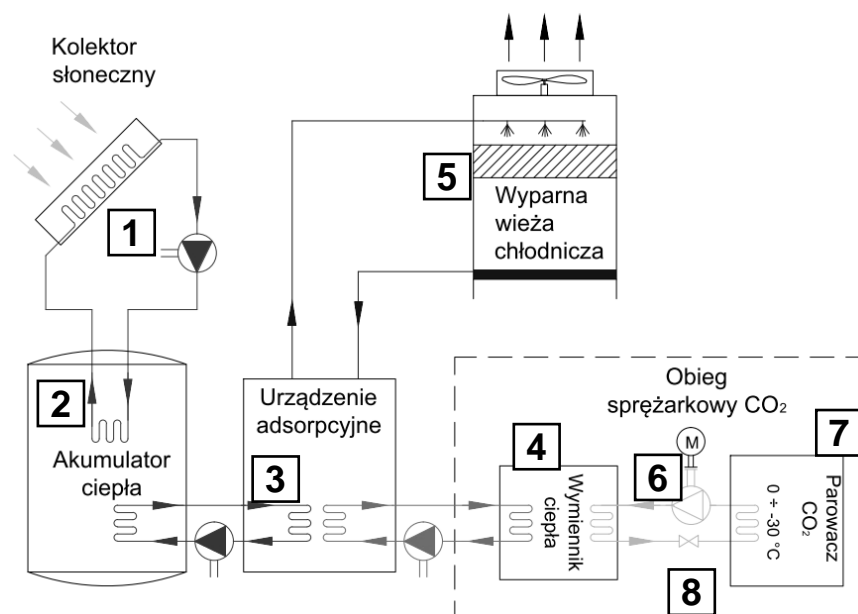 Kolektor
słoneczny
1
5
Wyparna
wieża
chłodnicza
2
Akumulator
ciepła
Urządzenie
adsorpcyjne
3
Obieg
sprężarkowy CO₂
4
Wymiennik
ciepła
6
M
7
Parowacz
CO₂
0 ÷ -30 °C
8